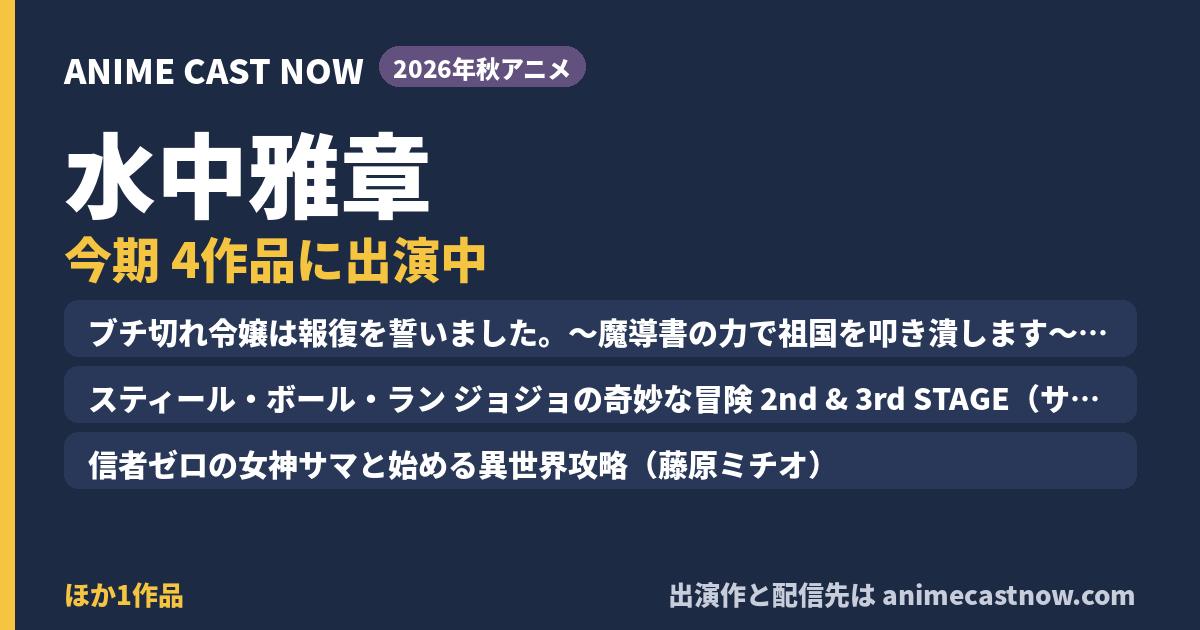 ANIME CAST NOW 2026年秋アニメ
水中雅章
今期 4作品に出演中
ブチ切れ令嬢は報復を誓いました。～魔導書の力で祖国を叩き潰します～…
スティール・ボール・ラン ジョジョの奇妙な冒険 2nd & 3rd STAGE（サ…
信者ゼロの女神サマと始める異世界攻略（藤原ミチオ）
ほか1作品
出演作と配信先は animecastnow.com